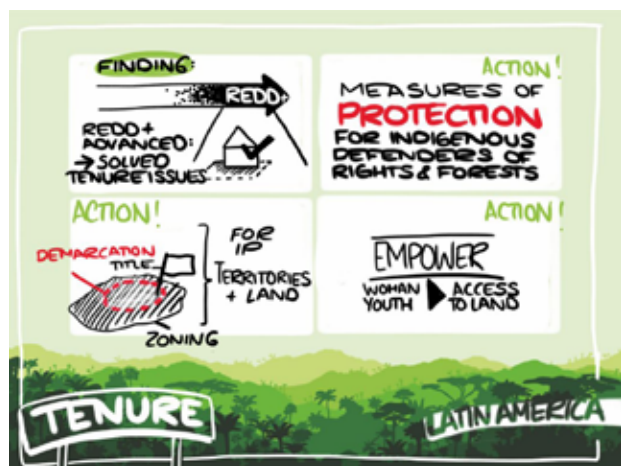 FINDING:
REDD+
REDD+
ADVANCED:
→ SOLVED
TENURE ISSUES
ACTION!
MEASURES OF
PROTECTION
FOR INDIGENOUS
DEFENDERS OF
RIGHTS & FORESTS
ACTION!
DEMARCATION
TITLE
ZONING
FOR
IP
TERRITORIES
+ LAND
ACTION!
EMPOWER
WOMAN
YOUTH
ACCESS
TO LAND
TENURE
LATIN AMERICA